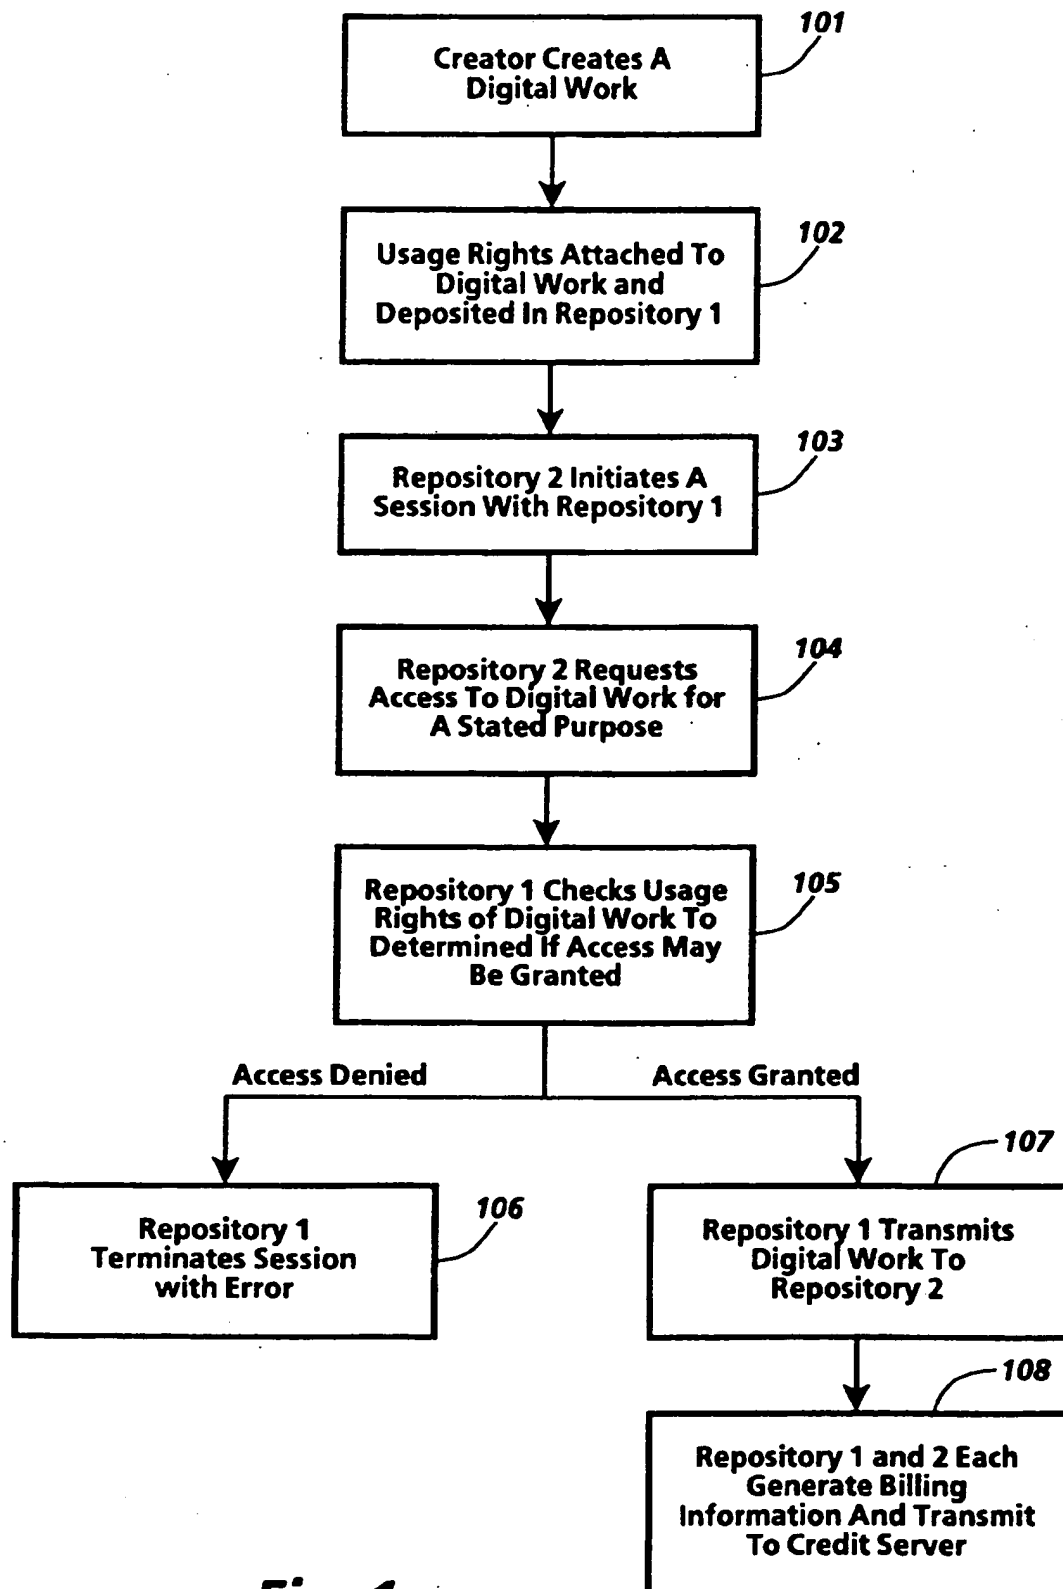 101
Creator Creates A
Digital Work
102
Usage Rights Attached To
Digital Work and
Deposited In Repository 1
103
Repository 2 Initiates A
Session With Repository 1
104
Repository 2 Requests
Access To Digital Work for
A Stated Purpose
105
Repository 1 Checks Usage
Rights of Digital Work To
Determined If Access May
Be Granted
Access Denied
Access Granted
106
Repository 1
Terminates Session
with Error
107
Repository 1 Transmits
Digital Work To
Repository 2
108
Repository 1 and 2 Each
Generate Billing
Information And Transmit
To Credit Server